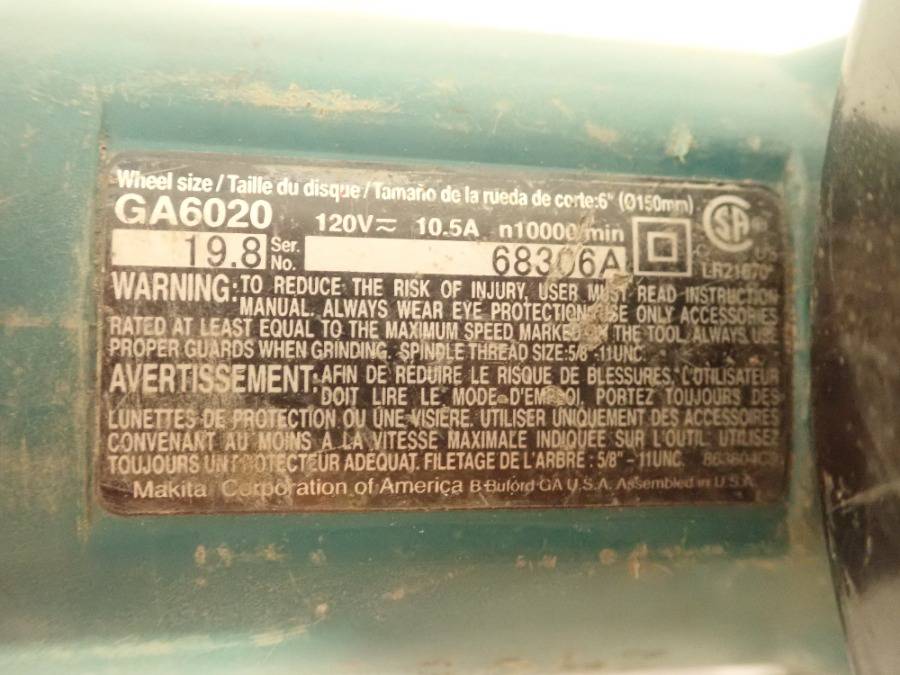 Wheel size / Taille du disque / Tamaño de la rueda de corte:6" (Ø150mm)
GA6020 120V 10.5A n10000/min
19.8 Ser. No. 68306A
WARNING: TO REDUCE THE RISK OF INJURY, USER MUST READ INSTRUCTION
MANUAL. ALWAYS WEAR EYE PROTECTION. USE ONLY ACCESSORIES
RATED AT LEAST EQUAL TO THE MAXIMUM SPEED MARKED ON THE TOOL. ALWAYS USE
PROPER GUARDS WHEN GRINDING. SPINDLE THREAD SIZE:5/8"-11UNC.
AVERTISSEMENT: AFIN DE RÉDUIRE LE RISQUE DE BLESSURES, L'UTILISATEUR
DOIT LIRE LE MODE D'EMPLOI. PORTEZ TOUJOURS DES
LUNETTES DE PROTECTION OU UNE VISIÈRE. UTILISER UNIQUEMENT DES ACCESSOIRES
CONVENANT AU MOINS A LA VITESSE MAXIMALE INDIQUÉE SUR L'OUTIL. UTILISEZ
TOUJOURS UN PROTECTEUR ADÉQUAT. FILETAGE DE L'ARBRE : 5/8"-11UNC.
Makita Corporation of America B-Buford GA U.S.A. Assembled in U.S.A.